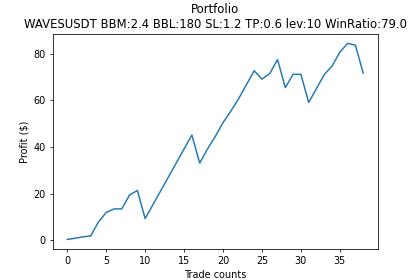 Portfolio
WAVESUSDT BBM:2.4 BBL:180 SL:1.2 TP:0.6 lev:10 WinRatio:79.0
80
60
40
20
0
Profit ($)
0 5 10 15 20 25 30 35
Trade counts